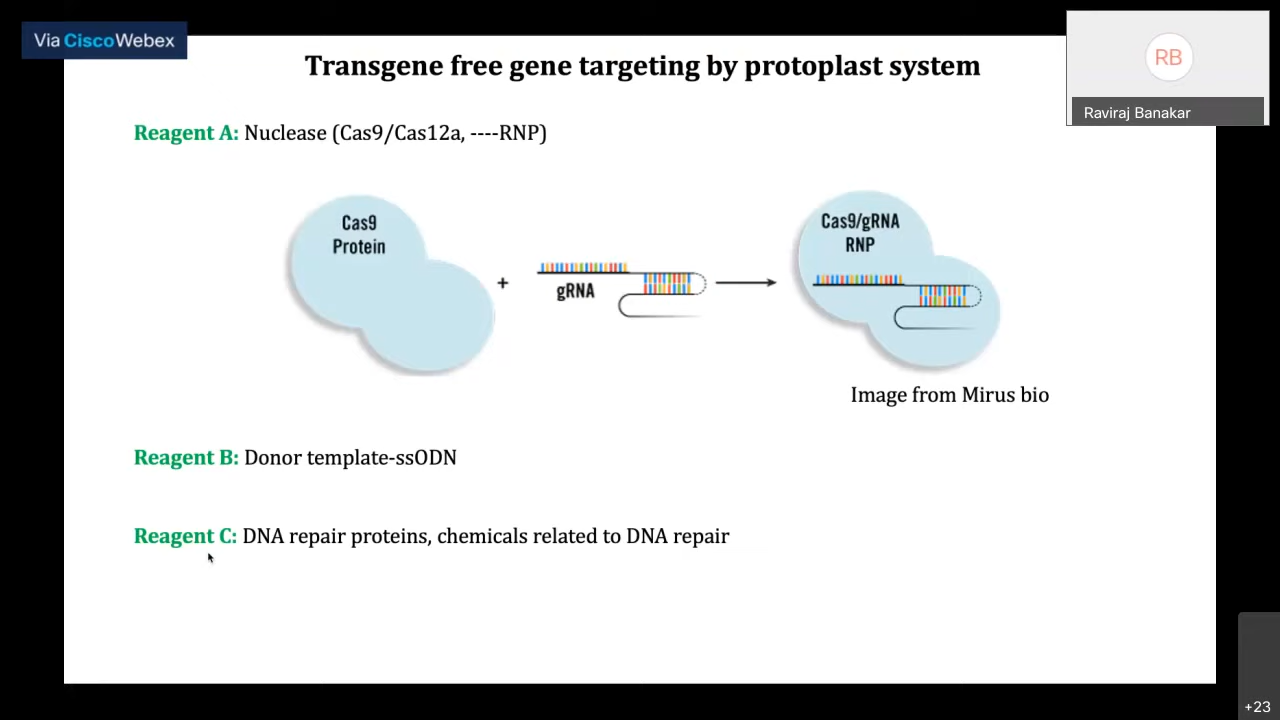 Via CiscoWebex
RB
Raviraj Banakar
Transgene free gene targeting by protoplast system
Reagent A: Nuclease (Cas9/Cas12a, ----RNP)
Cas9
Protein
+
gRNA
Cas9/gRNA
RNP
Image from Mirus bio
Reagent B: Donor template-ssODN
Reagent C: DNA repair proteins, chemicals related to DNA repair
+23